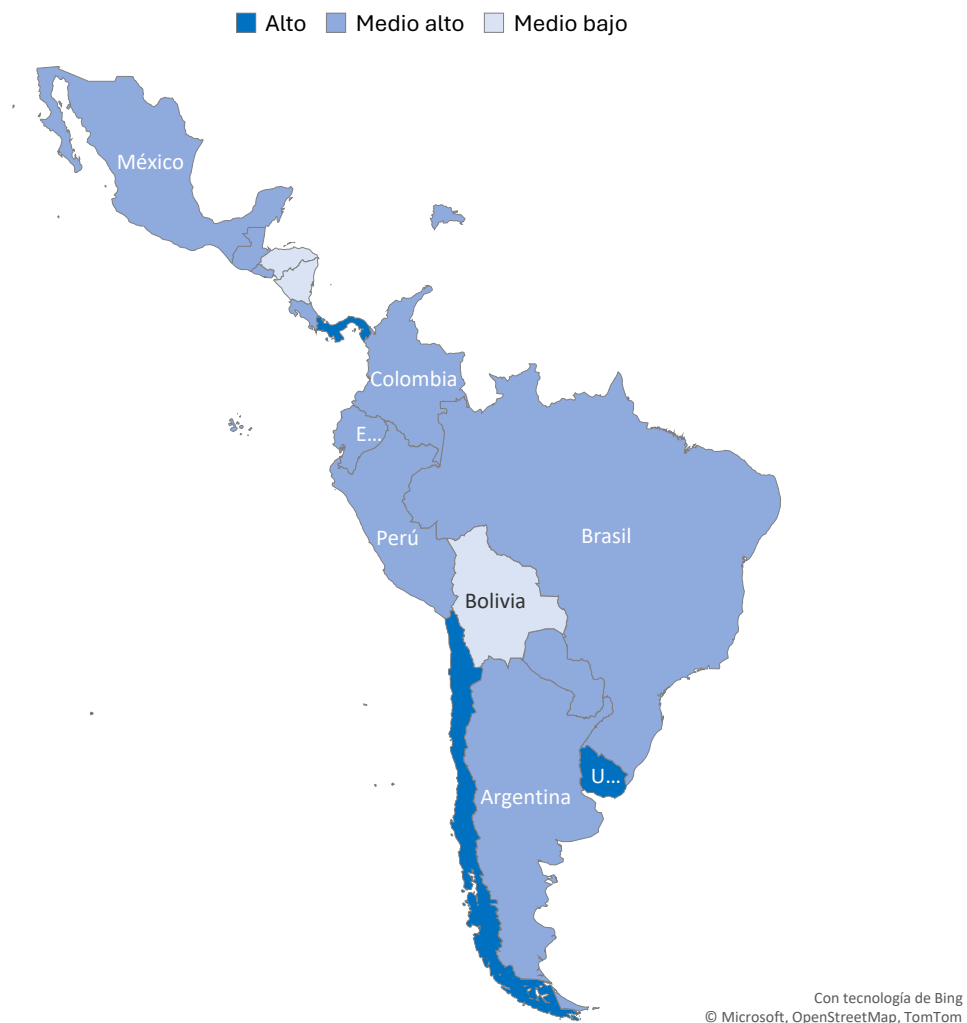 Alto Medio alto Medio bajo
México
Colombia
E...
Perú
Brasil
Bolivia
U...
Argentina
Con tecnología de Bing
© Microsoft, OpenStreetMap, TomTom